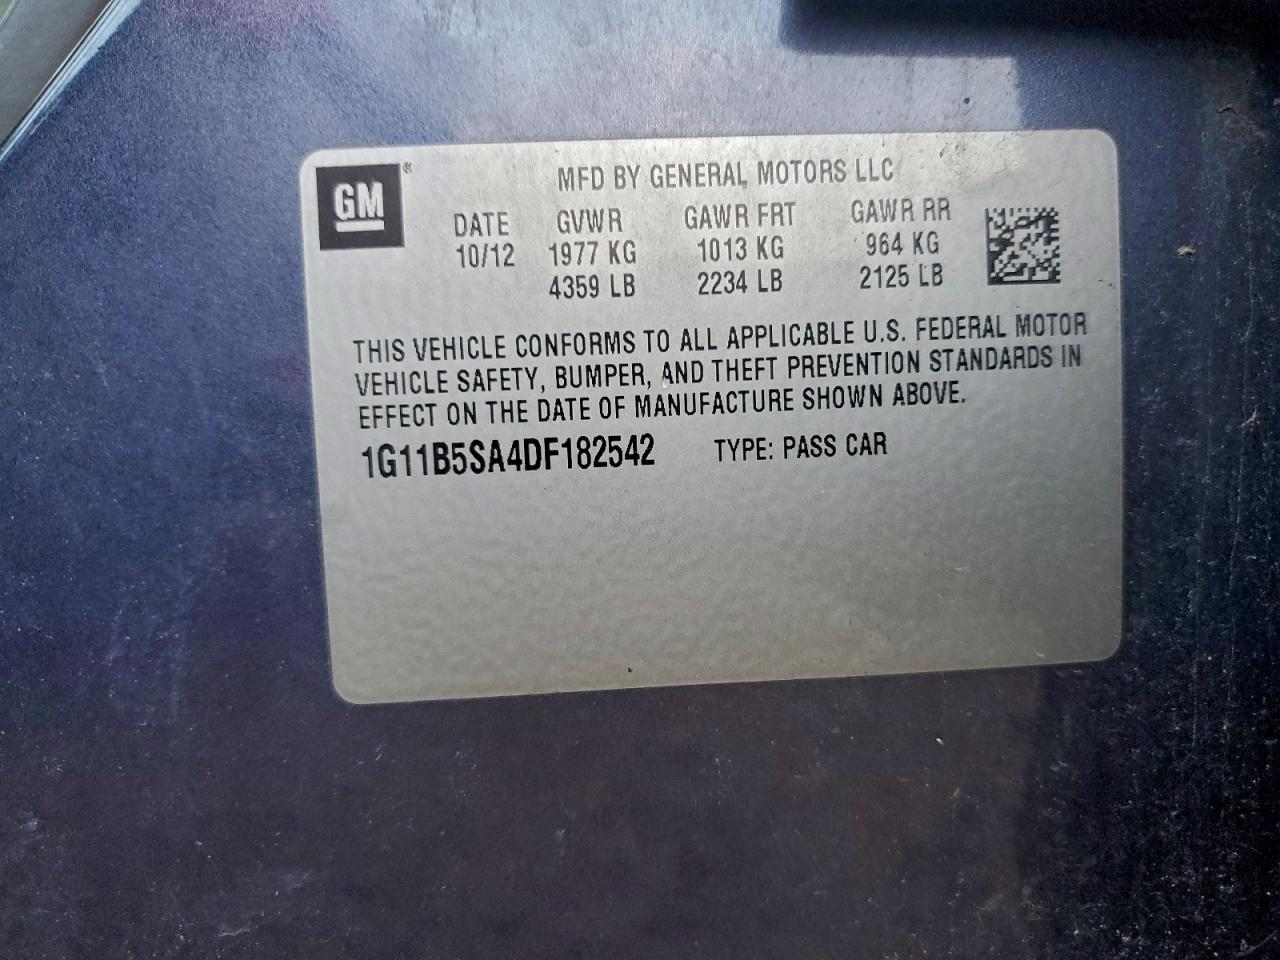 GM®
MFD BY GENERAL MOTORS LLC
DATE GVWR GAWR FRT GAWR RR
10/12 1977 KG 1013 KG 964 KG
4359 LB 2234 LB 2125 LB
THIS VEHICLE CONFORMS TO ALL APPLICABLE U.S. FEDERAL MOTOR
VEHICLE SAFETY, BUMPER, AND THEFT PREVENTION STANDARDS IN
EFFECT ON THE DATE OF MANUFACTURE SHOWN ABOVE.
1G11B5SA4DF182542 TYPE: PASS CAR